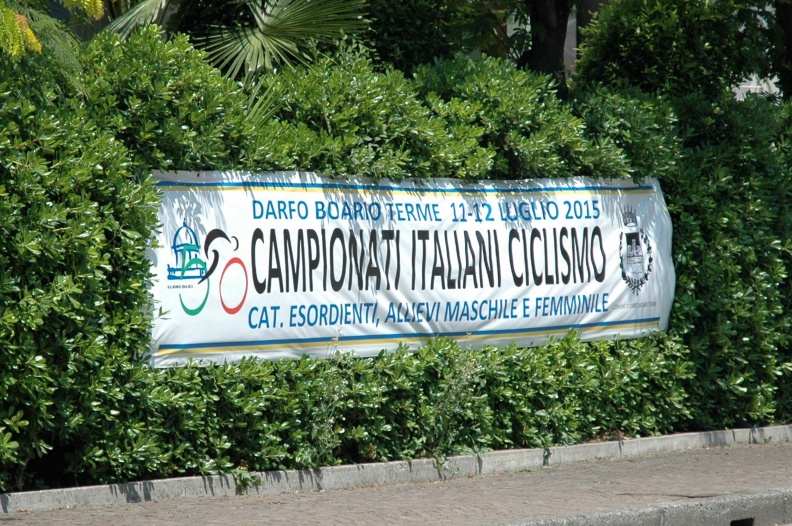 DARFO BOARIO TERME 11-12 LUGLIO 2015
CAMPIONATI ITALIANI CICLISMO
CAT. ESORDIENTI, ALLIEVI MASCHILE E FEMMINILE